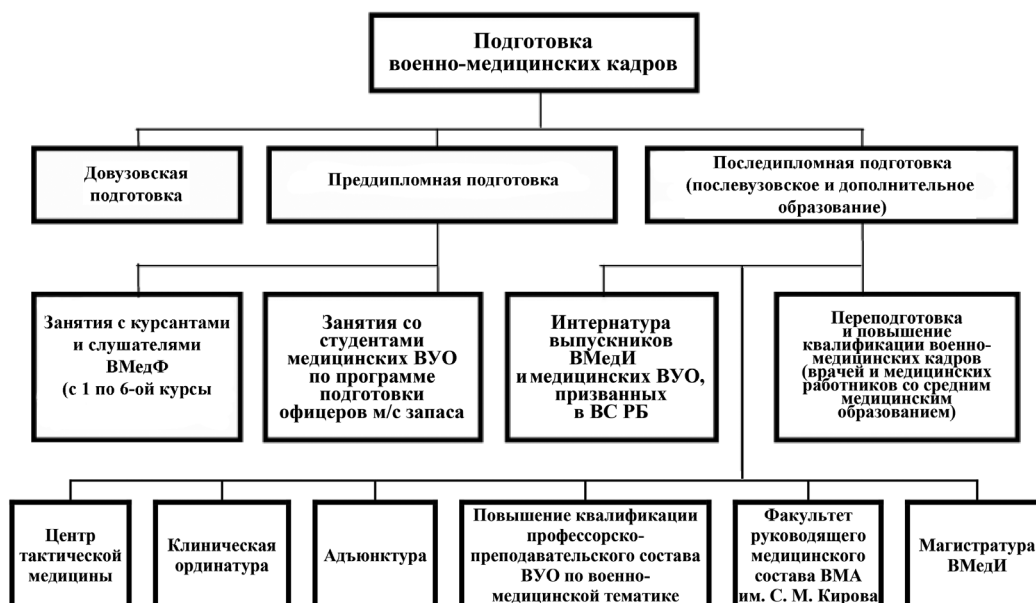 Подготовка
военно-медицинских кадров
Довузовская
подготовка
Преддипломная подготовка
Последипломная подготовка
(послевузовское и дополнительное
образование)
Занятия с курсантами
и слушателями
ВМедФ
(с 1 по 6-ой курсы
Занятия со
студентами
медицинских ВУО
по программе
подготовки
офицеров м/с запаса
Интернатура
выпускников
ВМедИ
и медицинских ВУО,
призванных
в ВС РБ
Переподготовка
и повышение
квалификации военно-
медицинских кадров
(врачей и медицинских
работников со средним
медицинским
образованием)
Центр
тактической
медицины
Клиническая
ординатура
Адъюнктура
Повышение квалификации
профессорско-
преподавательского состава
ВУО по военно-
медицинской тематике
Факультет
руководящего
медицинского
состава ВМА
им. С. М. Кирова
Магистратура
ВМедИ